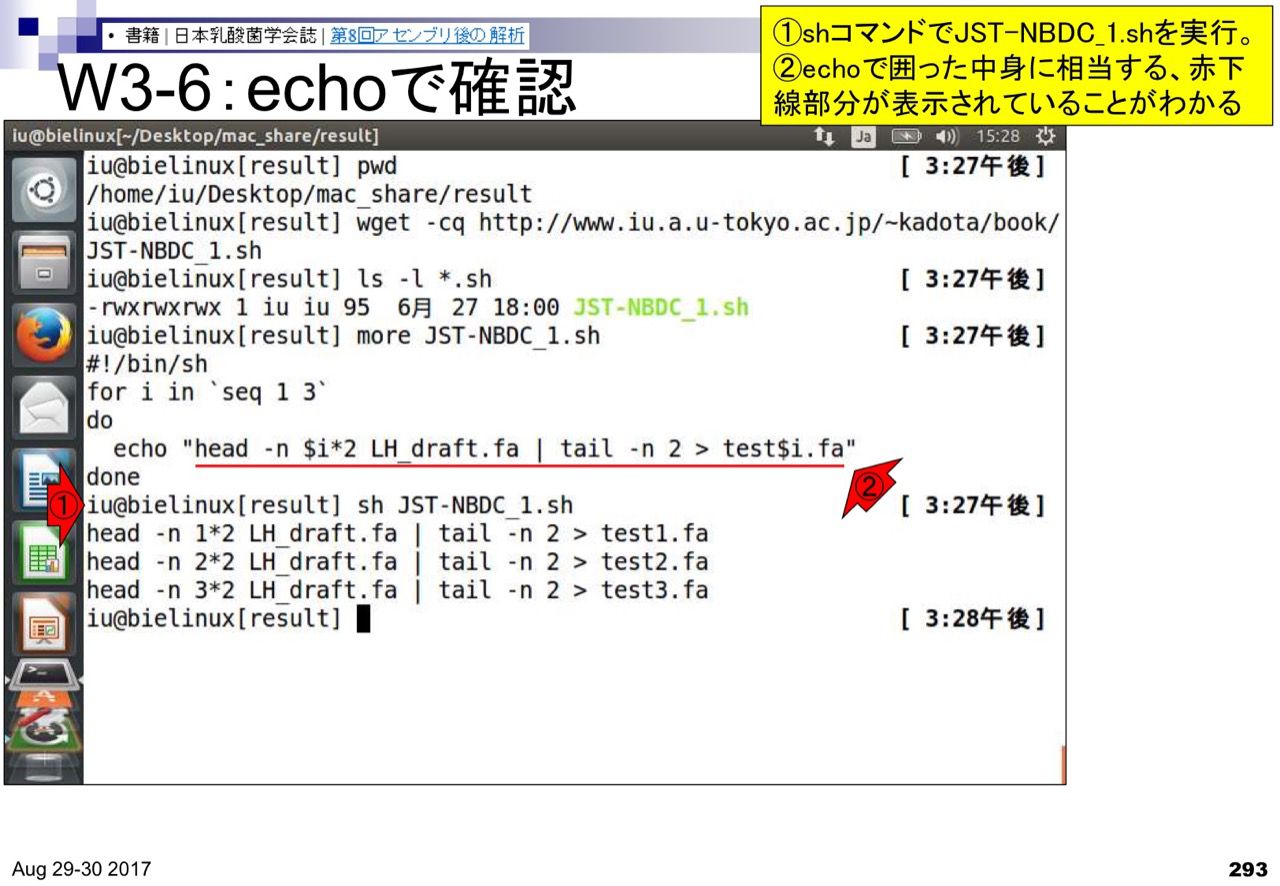 • 書籍 | 日本乳酸菌学会誌 | 第8回アセンブリ後の解析
①shコマンドでJST-NBDC_1.shを実行。
②echoで囲った中身に相当する、赤下
線部分が表示されていることがわかる
W3-6：echoで確認
iu@bielinux[~/Desktop/mac_share/result] Ja 15:28
iu@bielinux[result] pwd [ 3:27午後]
/home/iu/Desktop/mac_share/result
iu@bielinux[result] wget -cq http://www.iu.a.u-tokyo.ac.jp/~kadota/book/
JST-NBDC_1.sh
iu@bielinux[result] ls -l *.sh [ 3:27午後]
-rwxrwxrwx 1 iu iu 95  6月 27 18:00 JST-NBDC_1.sh
iu@bielinux[result] more JST-NBDC_1.sh [ 3:27午後]
#!/bin/sh
for i in `seq 1 3`
do
  echo "head -n $i*2 LH_draft.fa | tail -n 2 > test$i.fa"
done
①
②
iu@bielinux[result] sh JST-NBDC_1.sh [ 3:27午後]
head -n 1*2 LH_draft.fa | tail -n 2 > test1.fa
head -n 2*2 LH_draft.fa | tail -n 2 > test2.fa
head -n 3*2 LH_draft.fa | tail -n 2 > test3.fa
iu@bielinux[result] [ 3:28午後]
Aug 29-30 2017
293